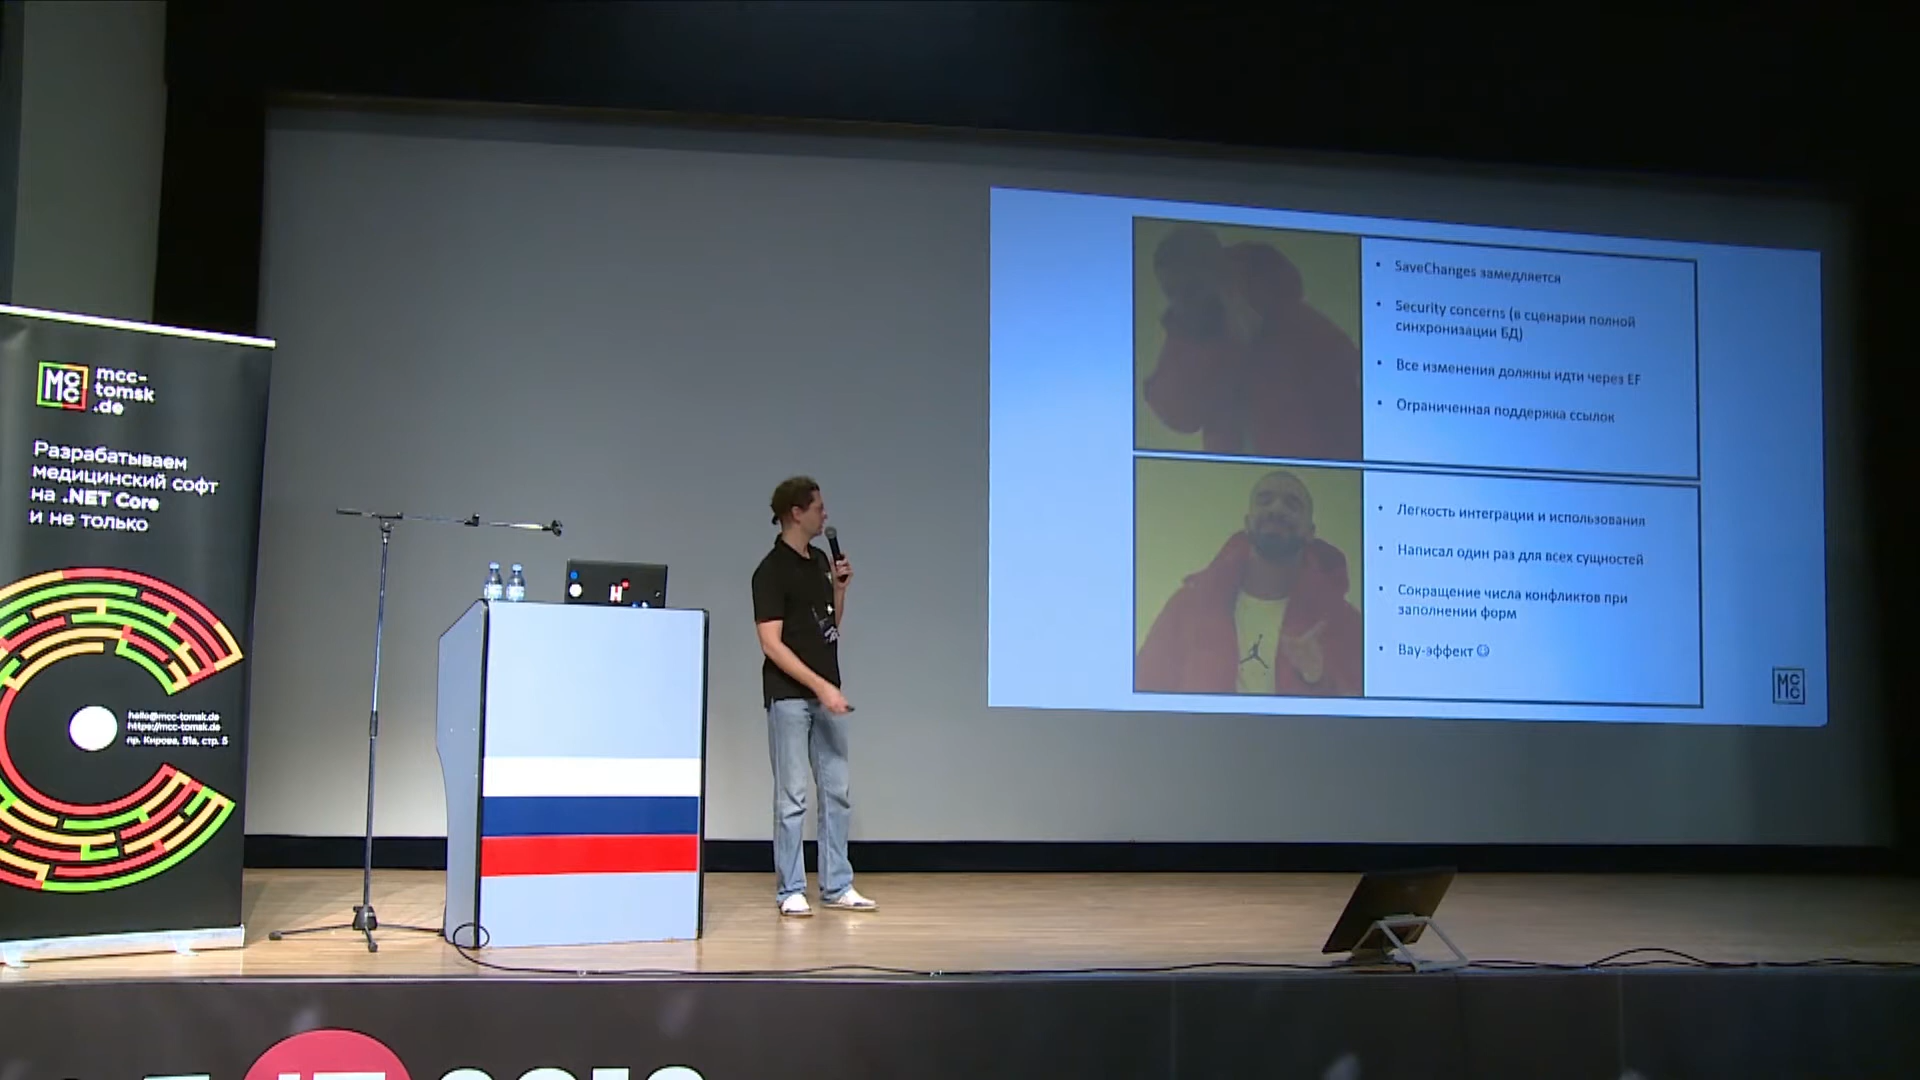 mcc-
tomsk
.de
Разрабатываем
медицинский софт
на .NET Core
и не только
hello@mcc-tomsk.de
https://mcc-tomsk.de
пр. Кирова, 51а, стр. 5
• SaveChanges замедляется
• Security concerns (в сценарии полной
синхронизации БД)
• Все изменения должны идти через EF
• Ограниченная поддержка ссылок
• Легкость интеграции и использования
• Написал один раз для всех сущностей
• Сокращение числа конфликтов при
заполнении форм
• Вау-эффект ☺
MCC